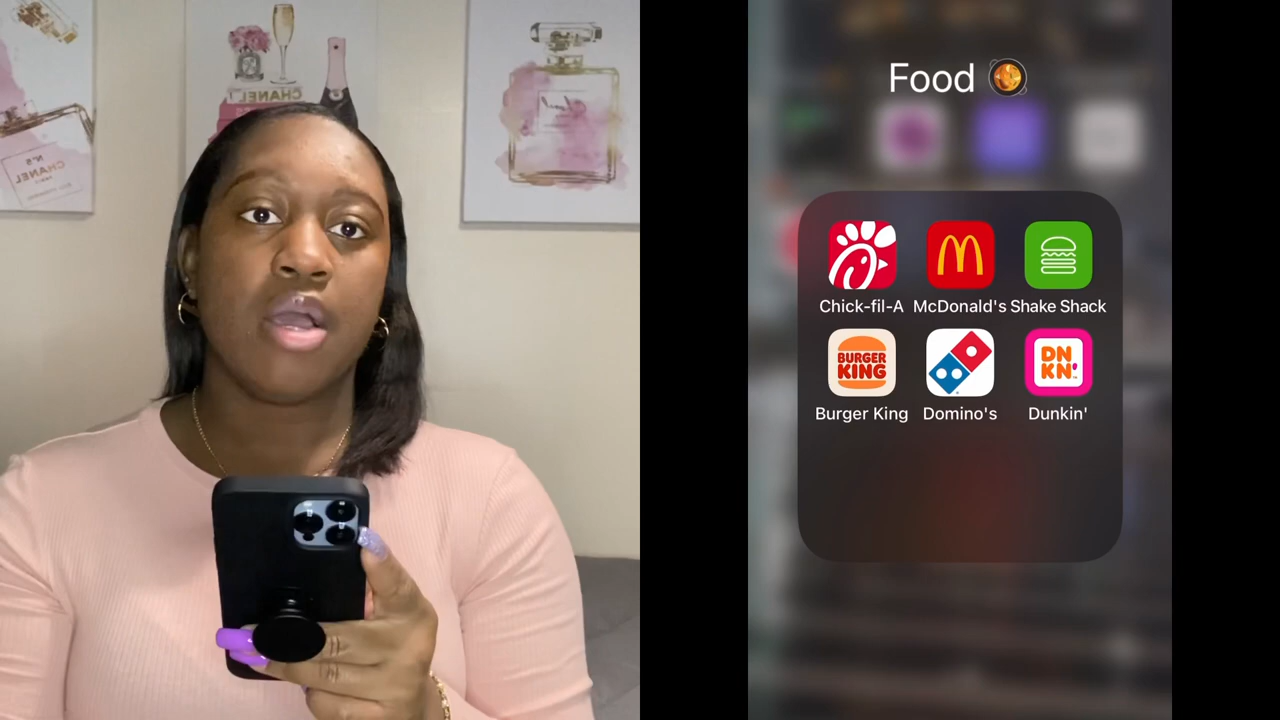 CHANEL
N°5
CHANEL
Food
Chick-fil-A McDonald's Shake Shack
BURGER
KING
DN
KN'
Burger King Domino's Dunkin'